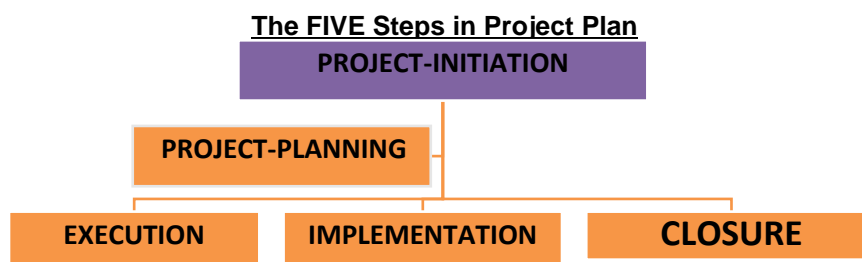 The FIVE Steps in Project Plan
PROJECT-INITIATION
PROJECT-PLANNING
EXECUTION
IMPLEMENTATION
CLOSURE